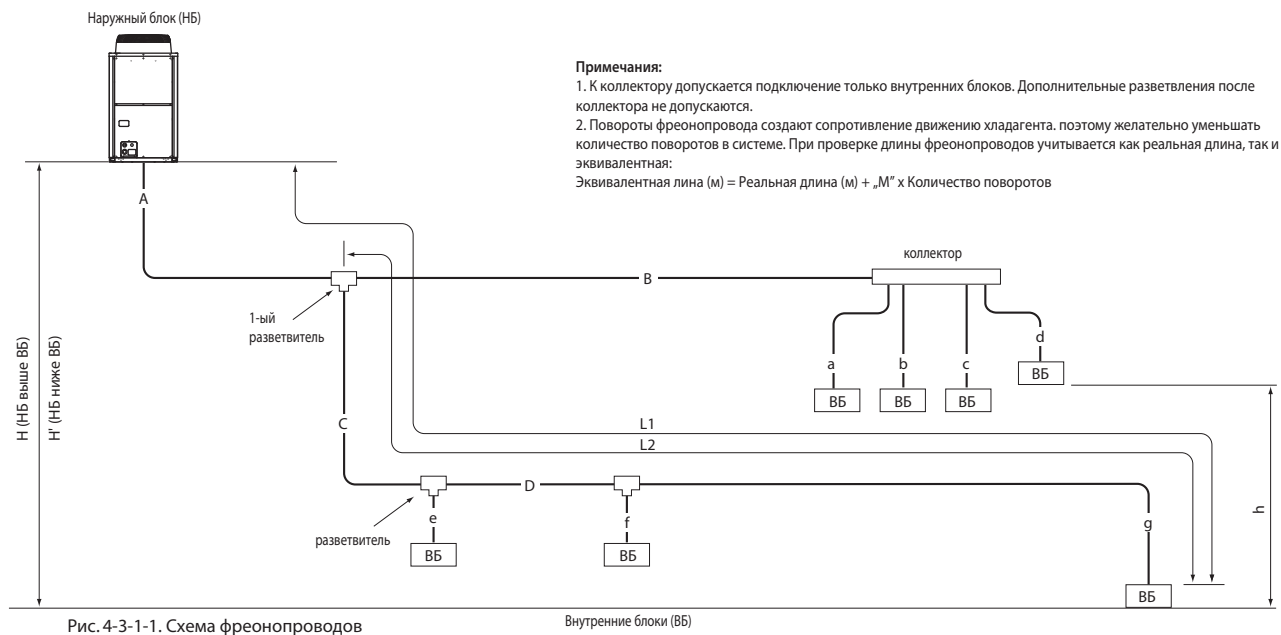 Наружный блок (НБ)
Примечания:
1. К коллектору допускается подключение только внутренних блоков. Дополнительные разветвления после
коллектора не допускаются.
2. Повороты фреонопровода создают сопротивление движению хладагента. поэтому желательно уменьшать
количество поворотов в системе. При проверке длины фреонопроводов учитывается как реальная длина, так и
эквивалентная:
Эквивалентная лина (м) = Реальная длина (м) + „М" х Количество поворотов
A
коллектор
B
1-ый
разветвитель
a
b
c
d
ВБ
ВБ
ВБ
ВБ
H (НБ выше ВБ)
H' (НБ ниже ВБ)
C
L1
L2
D
h
e
f
g
разветвитель
ВБ
ВБ
ВБ
Рис. 4-3-1-1. Схема фреонопроводов
Внутренние блоки (ВБ)